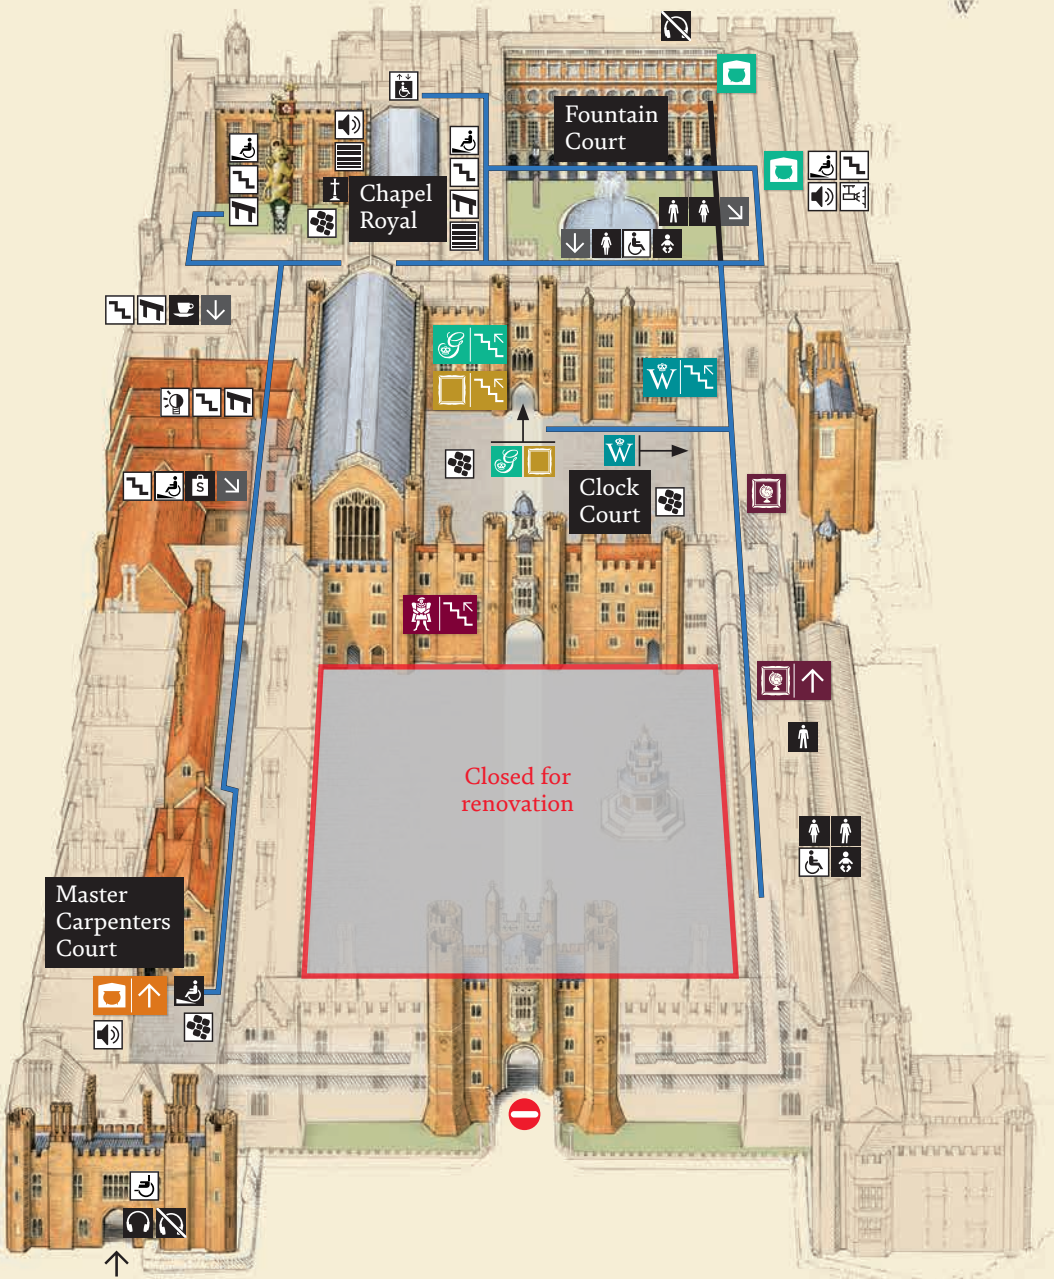 W
Fountain
Court
Chapel
Royal
G
W
G
W
Clock
Court
S
Closed for
renovation
Master
Carpenters
Court